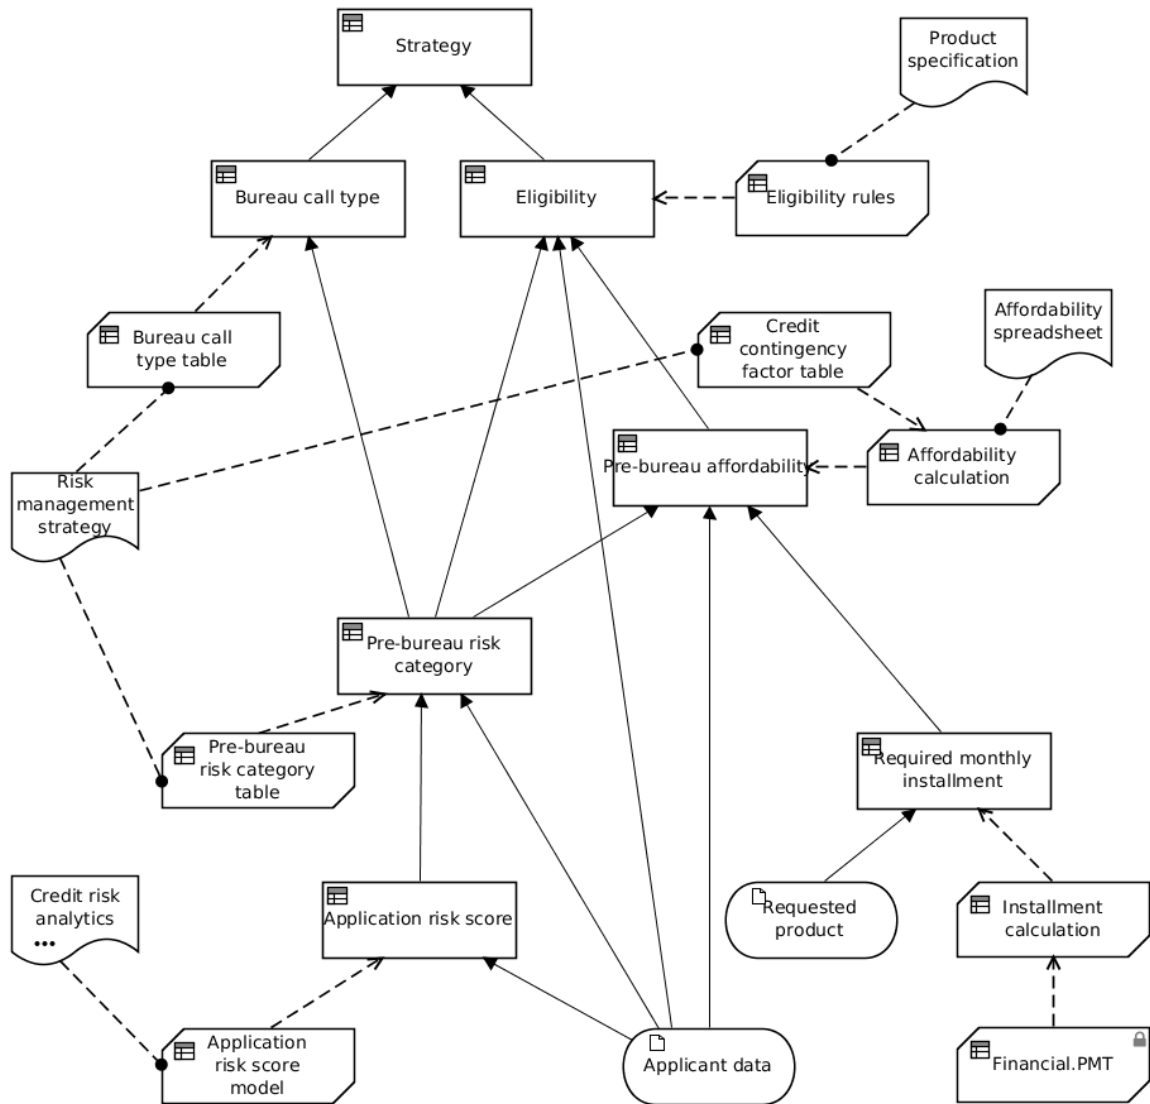 Strategy
Product
specification
Bureau call type
Eligibility
Eligibility rules
Bureau call
type table
Credit
contingency
factor table
Affordability
spreadsheet
Pre-bureau affordability
Affordability
calculation
Risk
management
strategy
Pre-bureau risk
category
Pre-bureau
risk category
table
Required monthly
installment
Credit risk
analytics
...
Application risk score
Requested
product
Installment
calculation
Application
risk score
model
Applicant data
Financial.PMT